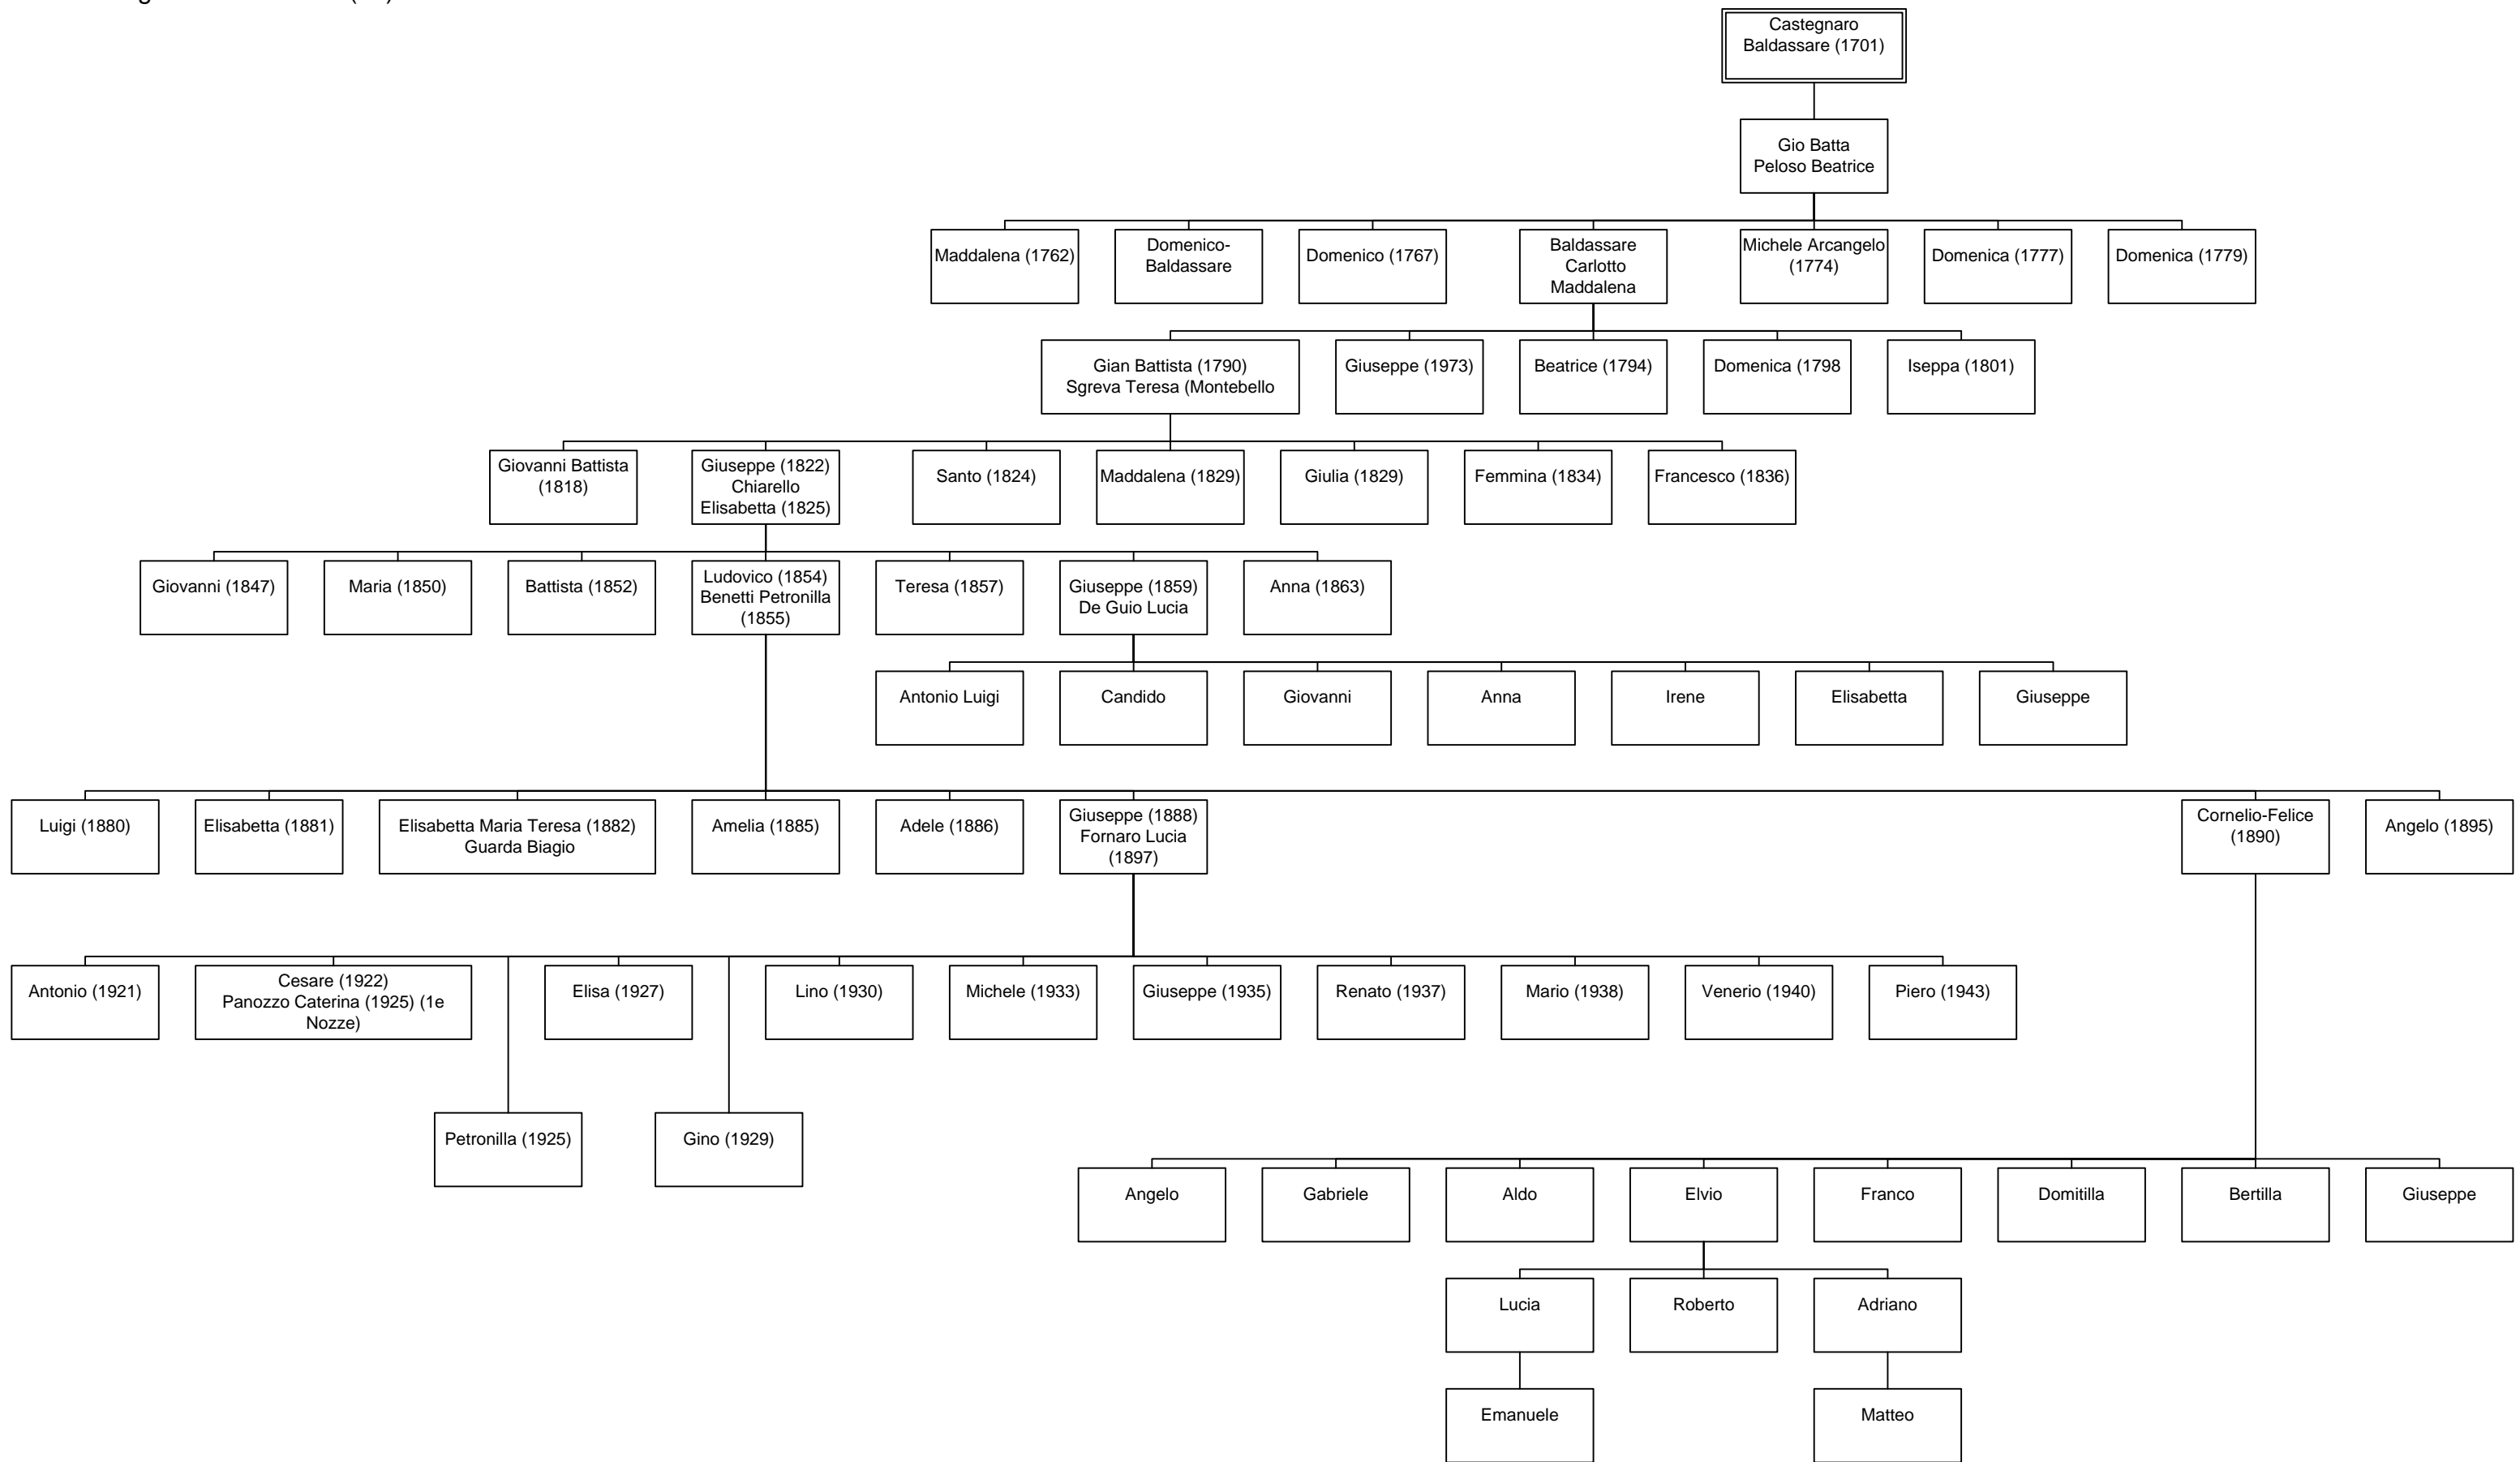 Castegnaro
Baldassare (1701)
Gio Batta
Peloso Beatrice
Maddalena (1762)
Domenico-
Baldassare
Domenico (1767)
Baldassare
Carlotto
Maddalena
Michele Arcangelo
(1774)
Domenica (1777)
Domenica (1779)
Gian Battista (1790)
Sgreva Teresa (Montebello
Giuseppe (1973)
Beatrice (1794)
Domenica (1798
Iseppa (1801)
Giovanni Battista
(1818)
Giuseppe (1822)
Chiarello
Elisabetta (1825)
Santo (1824)
Maddalena (1829)
Giulia (1829)
Femmina (1834)
Francesco (1836)
Giovanni (1847)
Maria (1850)
Battista (1852)
Ludovico (1854)
Benetti Petronilla
(1855)
Teresa (1857)
Giuseppe (1859)
De Guio Lucia
Anna (1863)
Antonio Luigi
Candido
Giovanni
Anna
Irene
Elisabetta
Giuseppe
Luigi (1880)
Elisabetta (1881)
Elisabetta Maria Teresa (1882)
Guarda Biagio
Amelia (1885)
Adele (1886)
Giuseppe (1888)
Fornaro Lucia
(1897)
Cornelio-Felice
(1890)
Angelo (1895)
Antonio (1921)
Cesare (1922)
Panozzo Caterina (1925) (1e
Nozze)
Elisa (1927)
Lino (1930)
Michele (1933)
Giuseppe (1935)
Renato (1937)
Mario (1938)
Venerio (1940)
Piero (1943)
Petronilla (1925)
Gino (1929)
Angelo
Gabriele
Aldo
Elvio
Franco
Domitilla
Bertilla
Giuseppe
Lucia
Roberto
Adriano
Emanuele
Matteo